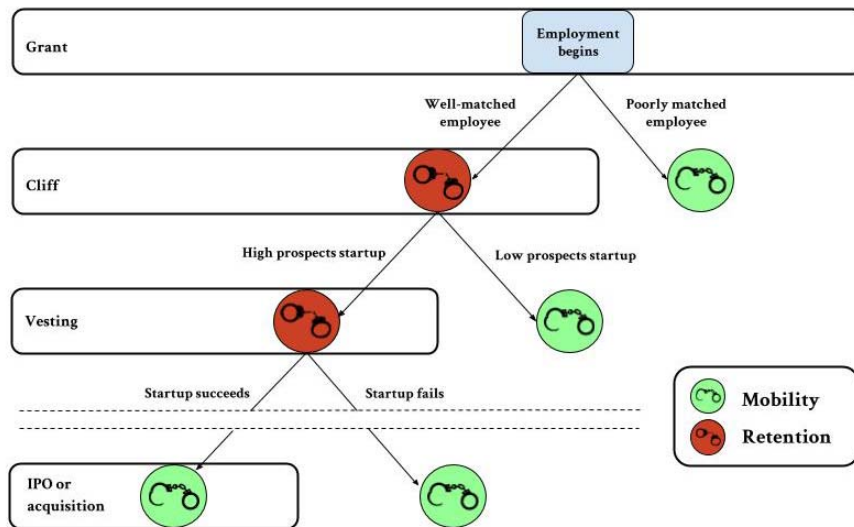 Grant
Employment
begins
Well-matched
employee
Poorly matched
employee
Cliff
High prospects startup
Low prospects startup
Vesting
Startup succeeds
Startup fails
Mobility
Retention
IPO or
acquisition